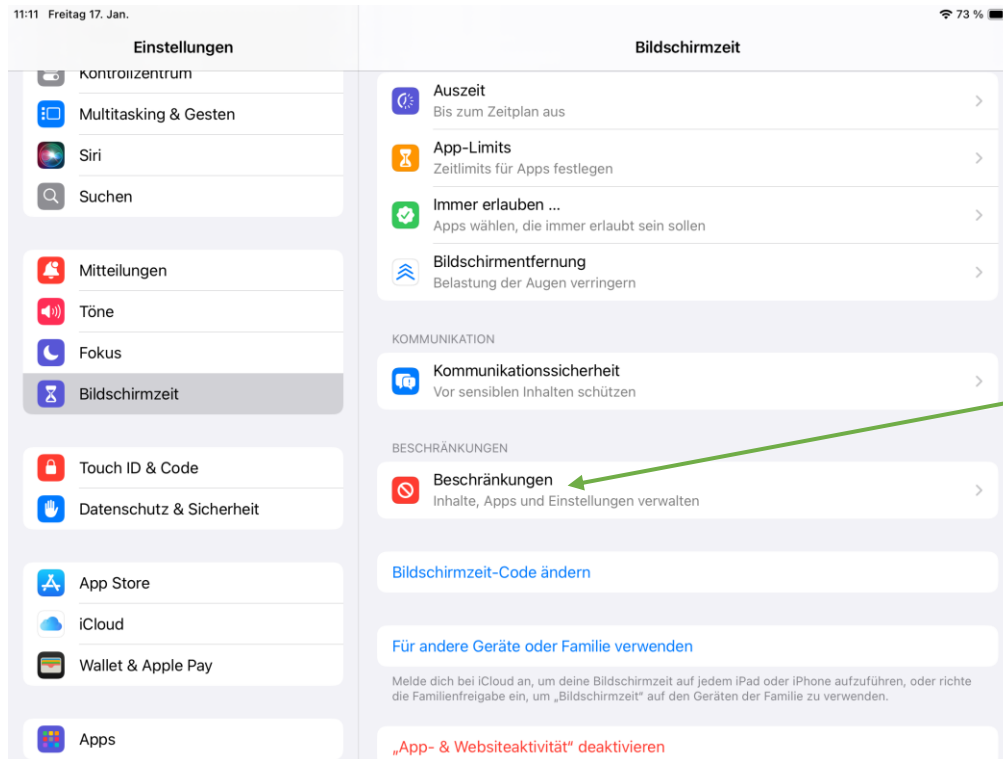 11:11 Freitag 17. Jan.
73 %
Einstellungen
Kontrollzentrum
Multitasking & Gesten
Siri
Suchen
Mitteilungen
Töne
Fokus
Bildschirmzeit
Touch ID & Code
Datenschutz & Sicherheit
App Store
iCloud
Wallet & Apple Pay
Apps
Bildschirmzeit
Auszeit
Bis zum Zeitplan aus
App-Limits
Zeitlimits für Apps festlegen
Immer erlauben ...
Apps wählen, die immer erlaubt sein sollen
Bildschirmentfernung
Belastung der Augen verringern
KOMMUNIKATION
Kommunikationssicherheit
Vor sensiblen Inhalten schützen
BESCHRÄNKUNGEN
Beschränkungen
Inhalte, Apps und Einstellungen verwalten
Bildschirmzeit-Code ändern
Für andere Geräte oder Familie verwenden
Melde dich bei iCloud an, um deine Bildschirmzeit auf jedem iPad oder iPhone aufzuführen, oder richte
die Familienfreigabe ein, um „Bildschirmzeit" auf den Geräten der Familie zu verwenden.
„App- & Websiteaktivität" deaktivieren